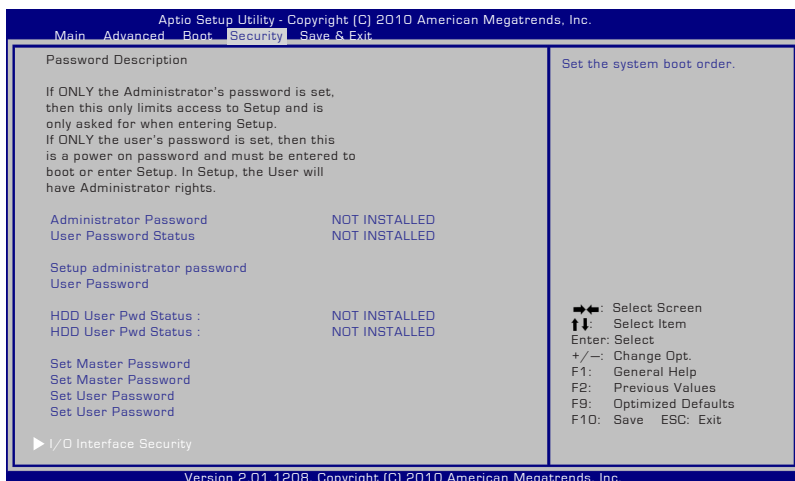 Aptio Setup Utility - Copyright (C) 2010 American Megatrends, Inc.
Main Advanced Boot Security Save & Exit
Password Description
If ONLY the Administrator's password is set,
then this only limits access to Setup and is
only asked for when entering Setup.
If ONLY the user's password is set, then this
is a power on password and must be entered to
boot or enter Setup. In Setup, the User will
have Administrator rights.
Administrator Password NOT INSTALLED
User Password Status NOT INSTALLED
Setup administrator password
User Password
HDD User Pwd Status : NOT INSTALLED
HDD User Pwd Status : NOT INSTALLED
Set Master Password
Set Master Password
Set User Password
Set User Password
I/O Interface Security
Set the system boot order.
→←: Select Screen
↑↓: Select Item
Enter: Select
+/—: Change Opt.
F1: General Help
F2: Previous Values
F9: Optimized Defaults
F10: Save ESC: Exit
Version 2.01.1208. Copyright (C) 2010 American Megatrends, Inc.